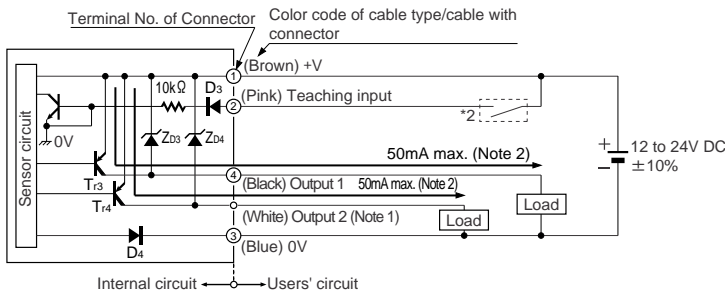 Terminal No. of Connector
Color code of cable type/cable with
connector
(Brown) +V
1
10kΩ
D3
(Pink) Teaching input
2
*2
Sensor circuit
0V
ZD3
ZD4
12 to 24V DC
±10%
+
−
50mA max. (Note 2)
Tr3
4
(Black) Output 1
50mA max. (Note 2)
Tr4
Load
Load
(White) Output 2 (Note 1)
3
(Blue) 0V
D4
Internal circuit
Users' circuit